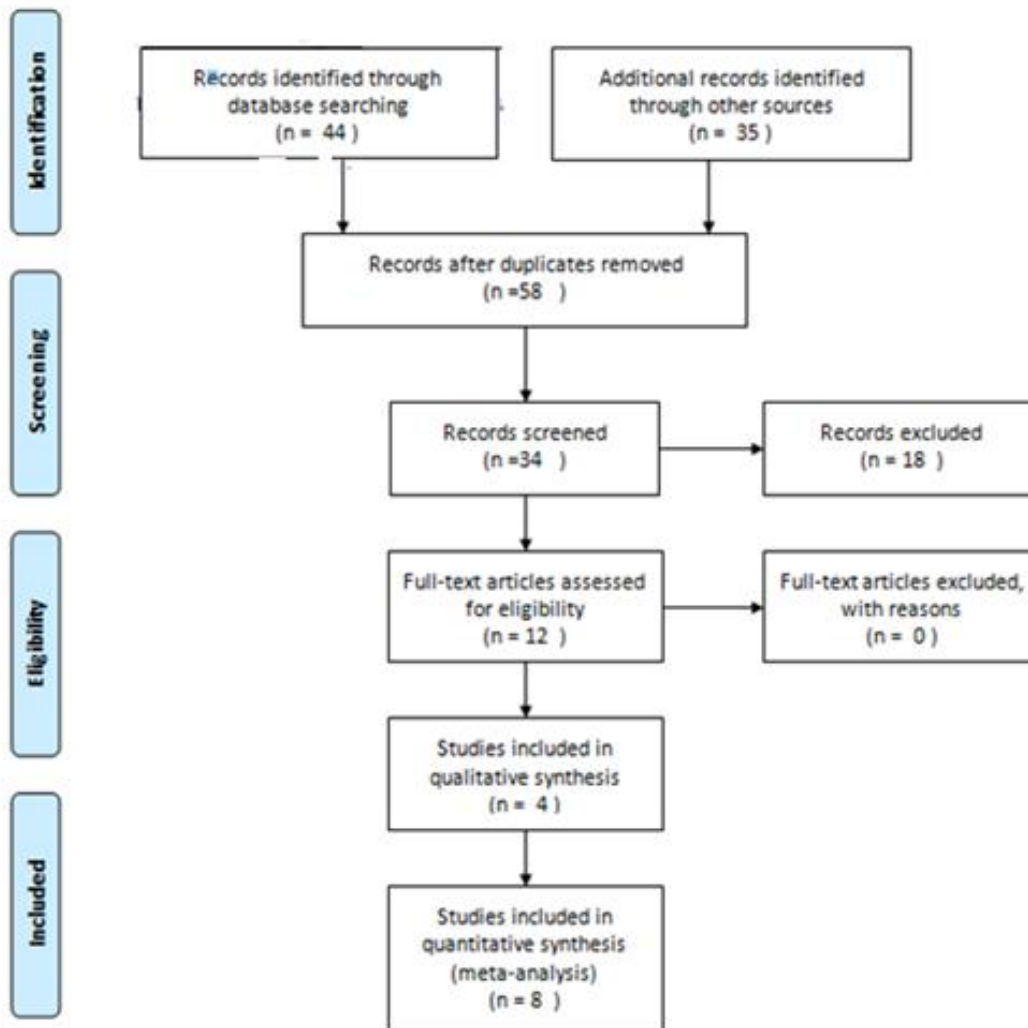 Identification
Records identified through
database searching
(n = 44 )
Additional records identified
through other sources
(n = 35 )
Records after duplicates removed
(n =58 )
Screening
Records screened
(n =34 )
Records excluded
(n = 18 )
Eligibility
Full-text articles assessed
for eligibility
(n = 12 )
Full-text articles excluded,
with reasons
(n = 0 )
Studies included in
qualitative synthesis
(n = 4 )
Included
Studies included in
quantitative synthesis
(meta-analysis)
(n = 8 )